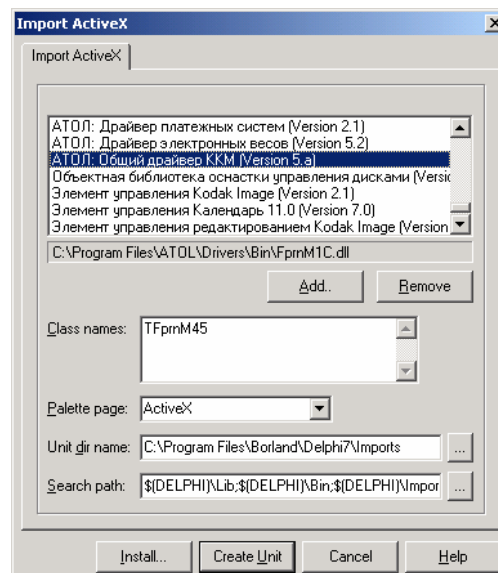 Import ActiveX
Import ActiveX
АТОЛ: Драйвер платежных систем (Version 2.1)
АТОЛ: Драйвер электронных весов (Version 5.2)
АТОЛ: Общий драйвер ККМ (Version 5.a)
Объектная библиотека оснастки управления дисками (Versic
Элемент управления Kodak Image (Version 2.1)
Элемент управления Календарь 11.0 (Version 7.0)
Элемент управления редактированием Kodak Image (Version
C:\Program Files\ATOL\Drivers\Bin\FprnM1C.dll
Add..
Remove
Class names:
TFprnM45
Palette page:
ActiveX
Unit dir name:
C:\Program Files\Borland\Delphi7\Imports
...
Search path:
$(DELPHI)\Lib;$(DELPHI)\Bin;$(DELPHI)\Impor
...
Install...
Create Unit
Cancel
Help